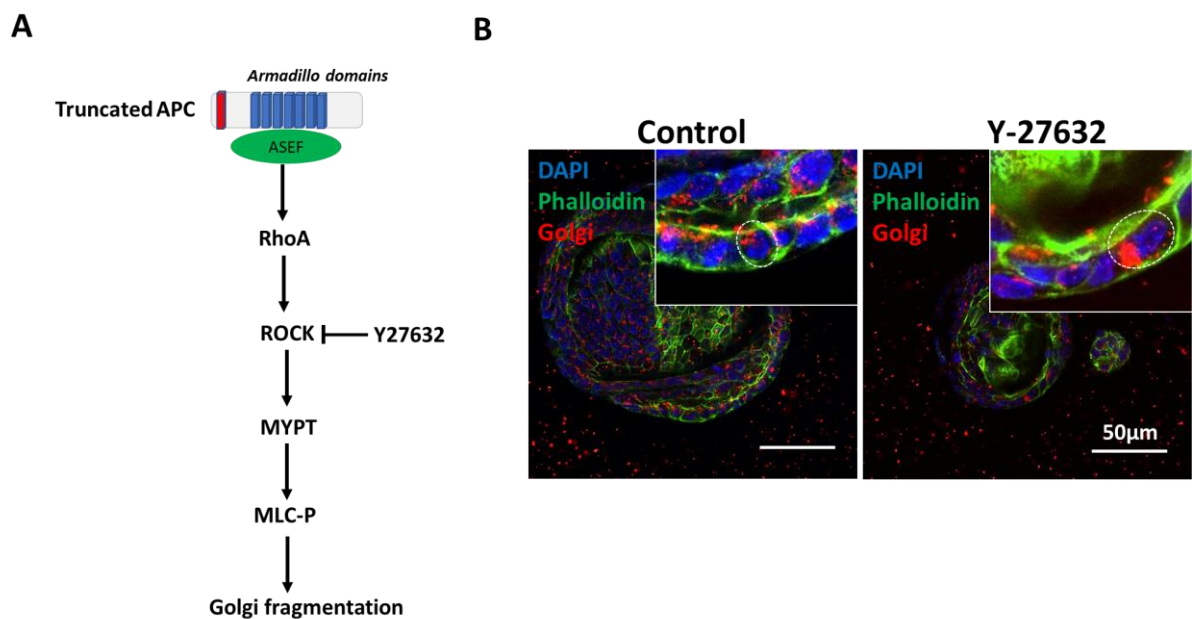 A
Armadillo domains
Truncated APC
ASEF
RhoA
ROCK
Y27632
MYPT
MLC-P
Golgi fragmentation
B
Control
DAPI
Phalloidin
Golgi
Y-27632
DAPI
Phalloidin
Golgi
50μm